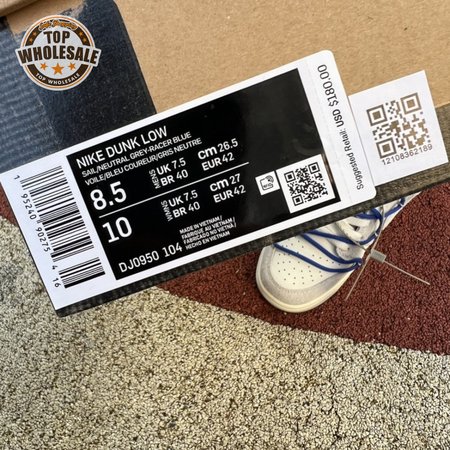 TOP
WHOLESALE
NIKE DUNK LOW
SAIL/NEUTRAL GREY-RACER BLUE
VOILE/BLEU COUREUR/GRIS NEUTRE
8.5
MEN'S
UK 7.5
BR 40
cm 26.5
EUR 42
10
WMNS
UK 7.5
BR 40
cm 27
EUR 42
DJ0950 104
MADE IN VIETNAM /
FABRIQUÉ AU VIETNAM /
HECHO EN VIETNAM
Suggested Retail: USD $180.00
12108362189